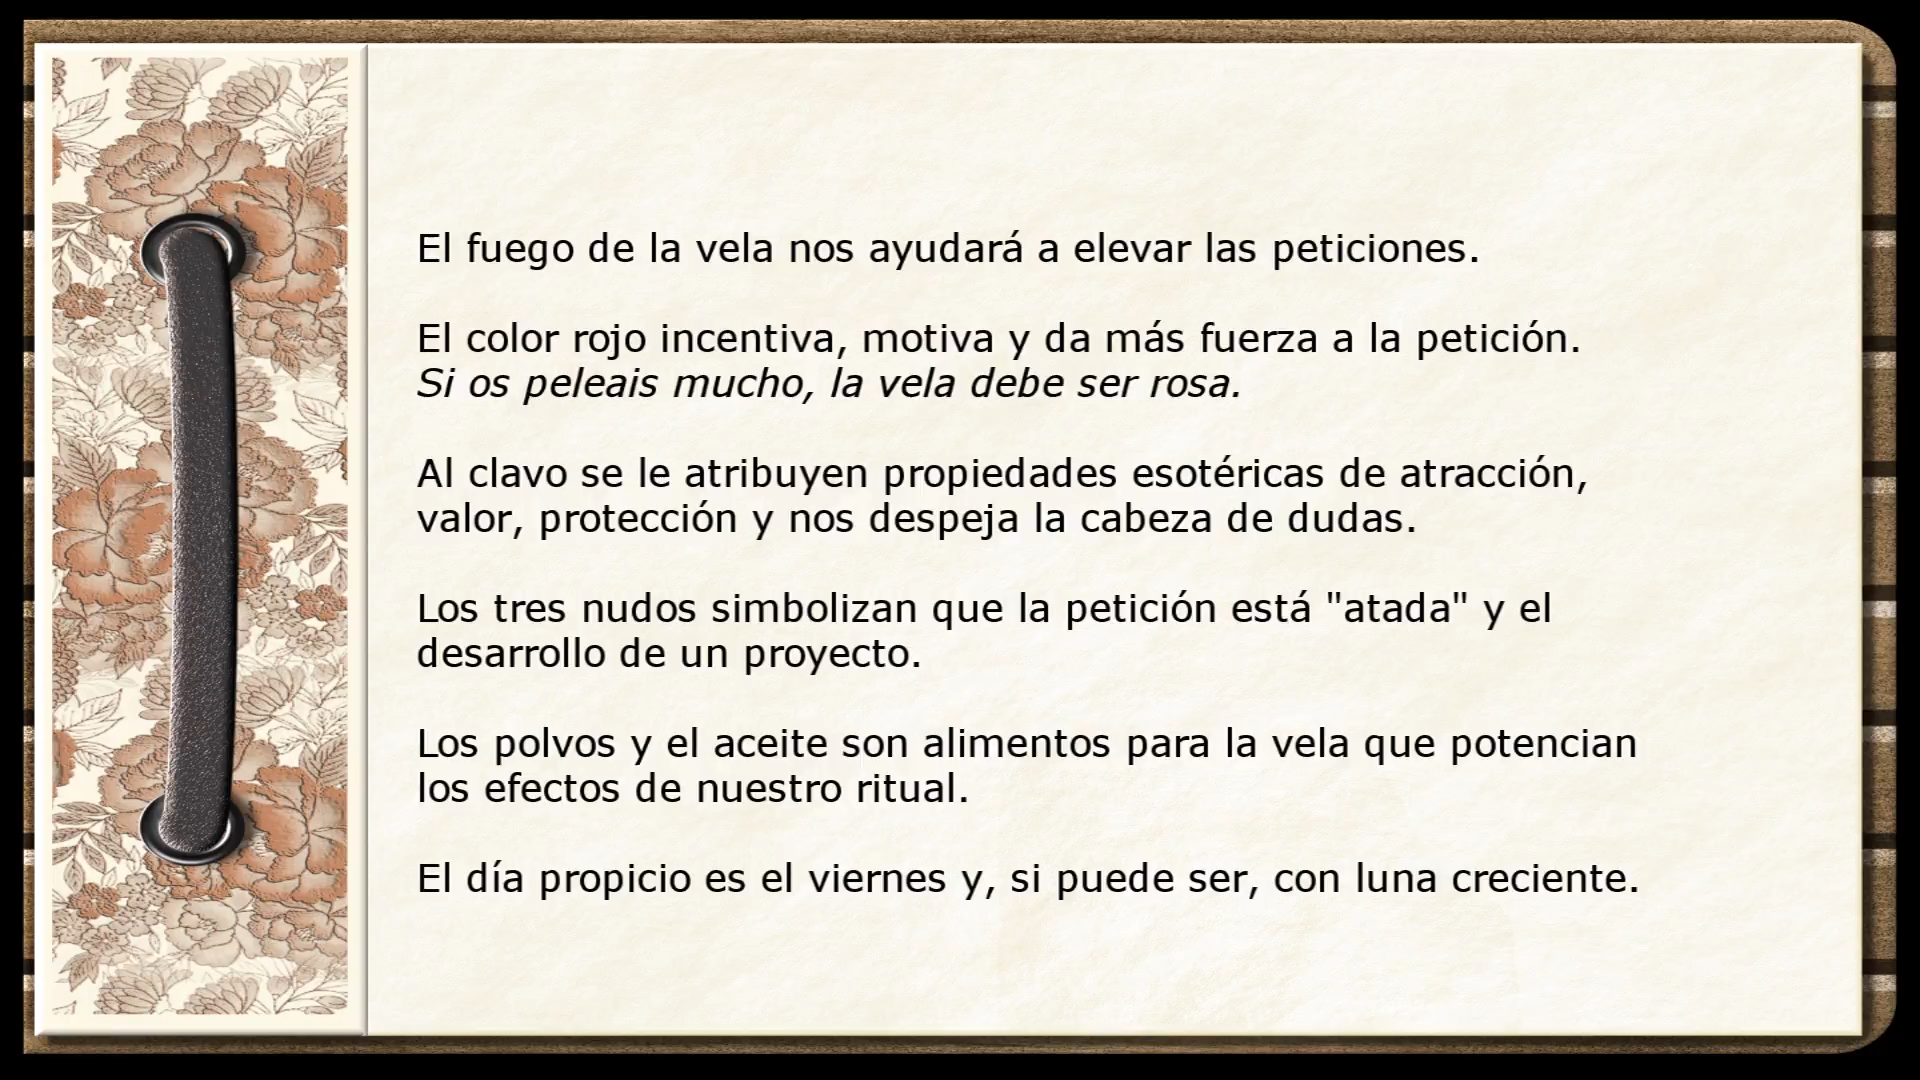 El fuego de la vela nos ayudará a elevar las peticiones.
El color rojo incentiva, motiva y da más fuerza a la petición.
Si os peleais mucho, la vela debe ser rosa.
Al clavo se le atribuyen propiedades esotéricas de atracción,
valor, protección y nos despeja la cabeza de dudas.
Los tres nudos simbolizan que la petición está "atada" y el
desarrollo de un proyecto.
Los polvos y el aceite son alimentos para la vela que potencian
los efectos de nuestro ritual.
El día propicio es el viernes y, si puede ser, con luna creciente.